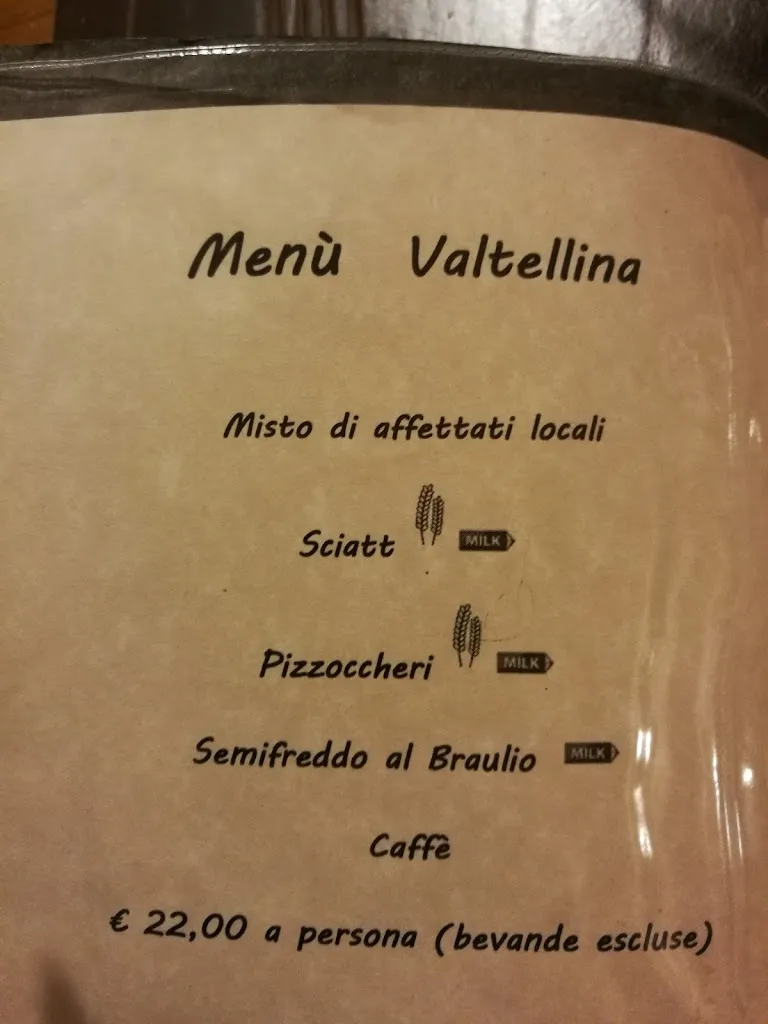 Menù Valtellina
Misto di affettati locali
Sciatt MILK
Pizzoccheri MILK
Semifreddo al Braulio MILK
Caffè
€ 22,00 a persona (bevande escluse)